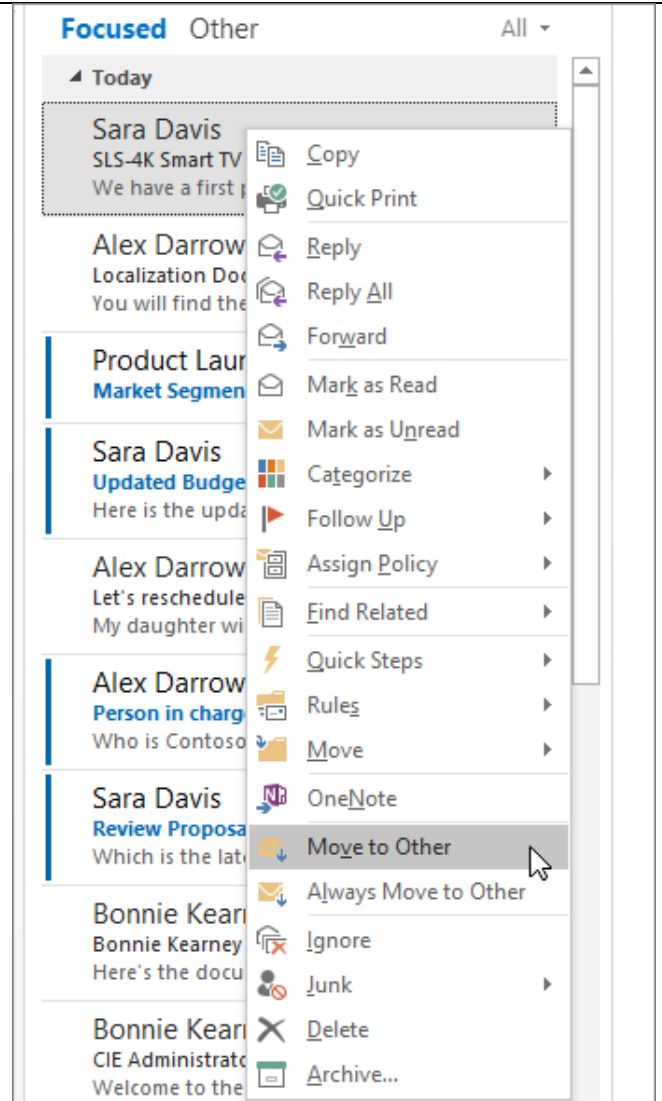 Focused Other All
Today
Sara Davis
SLS-4K Smart TV
We have a first
Alex Darrow
Localization Doc
You will find the
Product Laun
Market Segmen
Sara Davis
Updated Budge
Here is the upda
Alex Darrow
Let's reschedule
My daughter wi
Alex Darrow
Person in charg
Who is Contoso
Sara Davis
Review Proposa
Which is the late
Bonnie Kear
Bonnie Kearney
Here's the docu
Bonnie Kear
CIE Administrato
Welcome to the
Copy
Quick Print
Reply
Reply All
Forward
Mark as Read
Mark as Unread
Categorize
Follow Up
Assign Policy
Find Related
Quick Steps
Rules
Move
OneNote
Move to Other
Always Move to Other
Ignore
Junk
Delete
Archive...